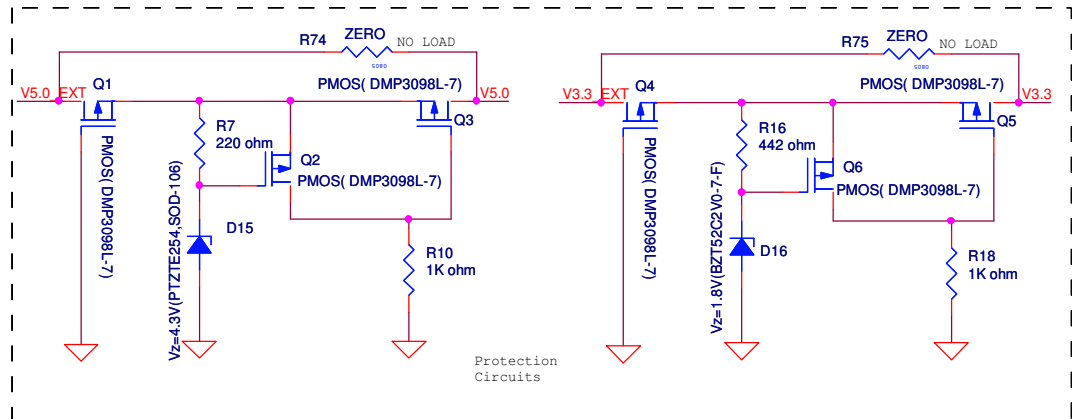 R74
ZERO
NO LOAD
5080
V5.0_EXT
Q1
PMOS( DMP3098L-7)
V5.0
Q3
R7
220 ohm
Q2
PMOS( DMP3098L-7)
PMOS( DMP3098L-7)
D15
Vz=4.3V(PTZTE254,SOD-106)
R10
1K ohm
R75
ZERO
NO LOAD
5080
V3.3_EXT
Q4
PMOS( DMP3098L-7)
V3.3
Q5
R16
442 ohm
Q6
PMOS( DMP3098L-7)
PMOS( DMP3098L-7)
D16
Vz=1.8V(BZT52C2V0-7-F)
R18
1K ohm
Protection
Circuits